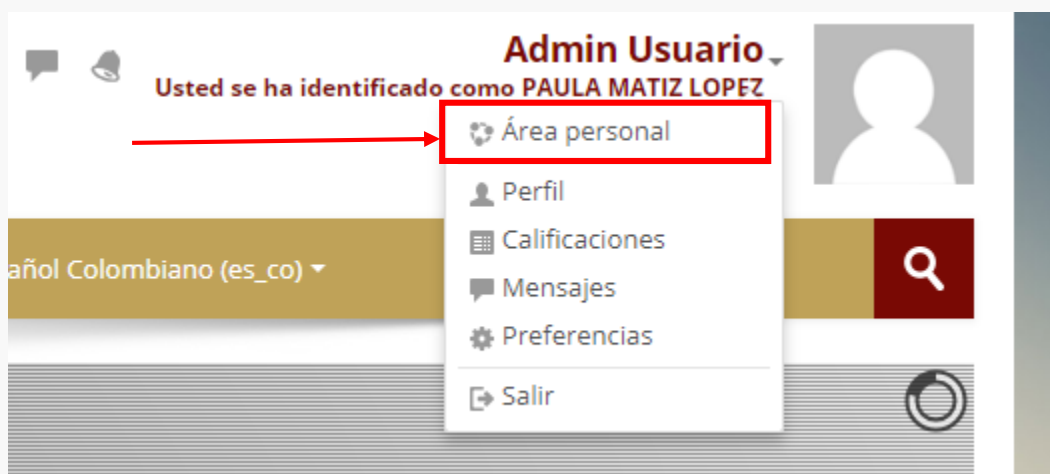 Admin Usuario
Usted se ha identificado como PAULA MATIZ LOPEZ
Área personal
Perfil
Calificaciones
añol Colombiano (es_co)
Mensajes
Preferencias
Salir